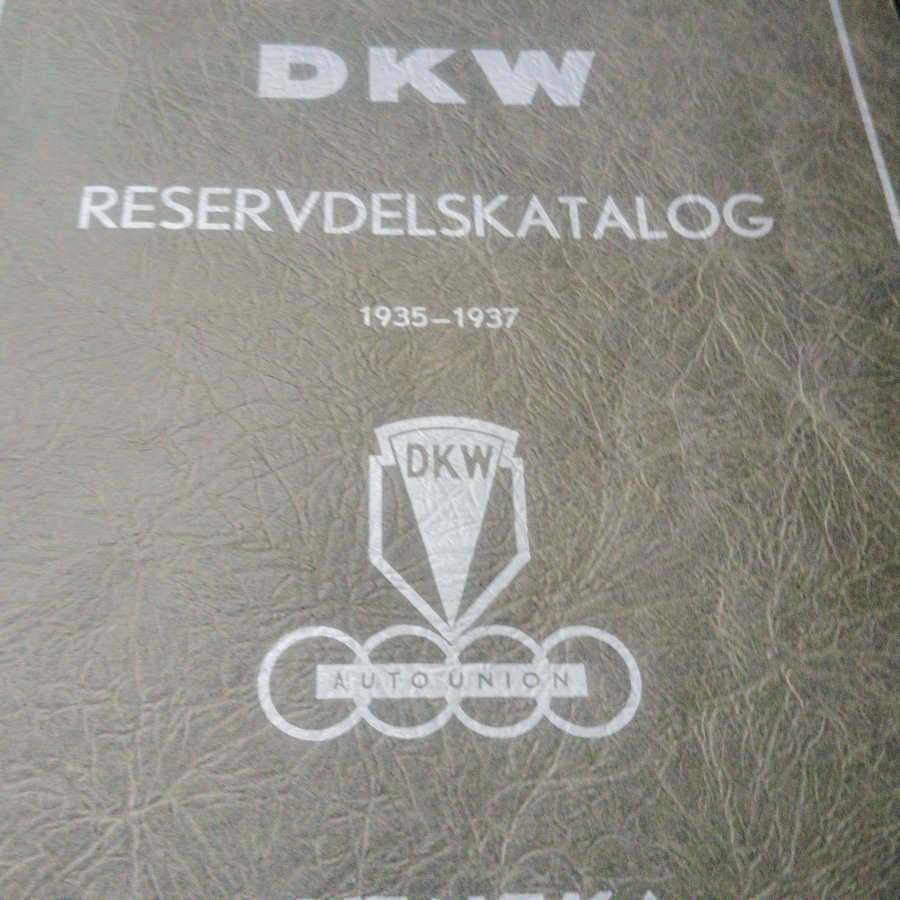 DKW
RESERVDELSKATALOG
1935-1937
DKW
AUTO UNION